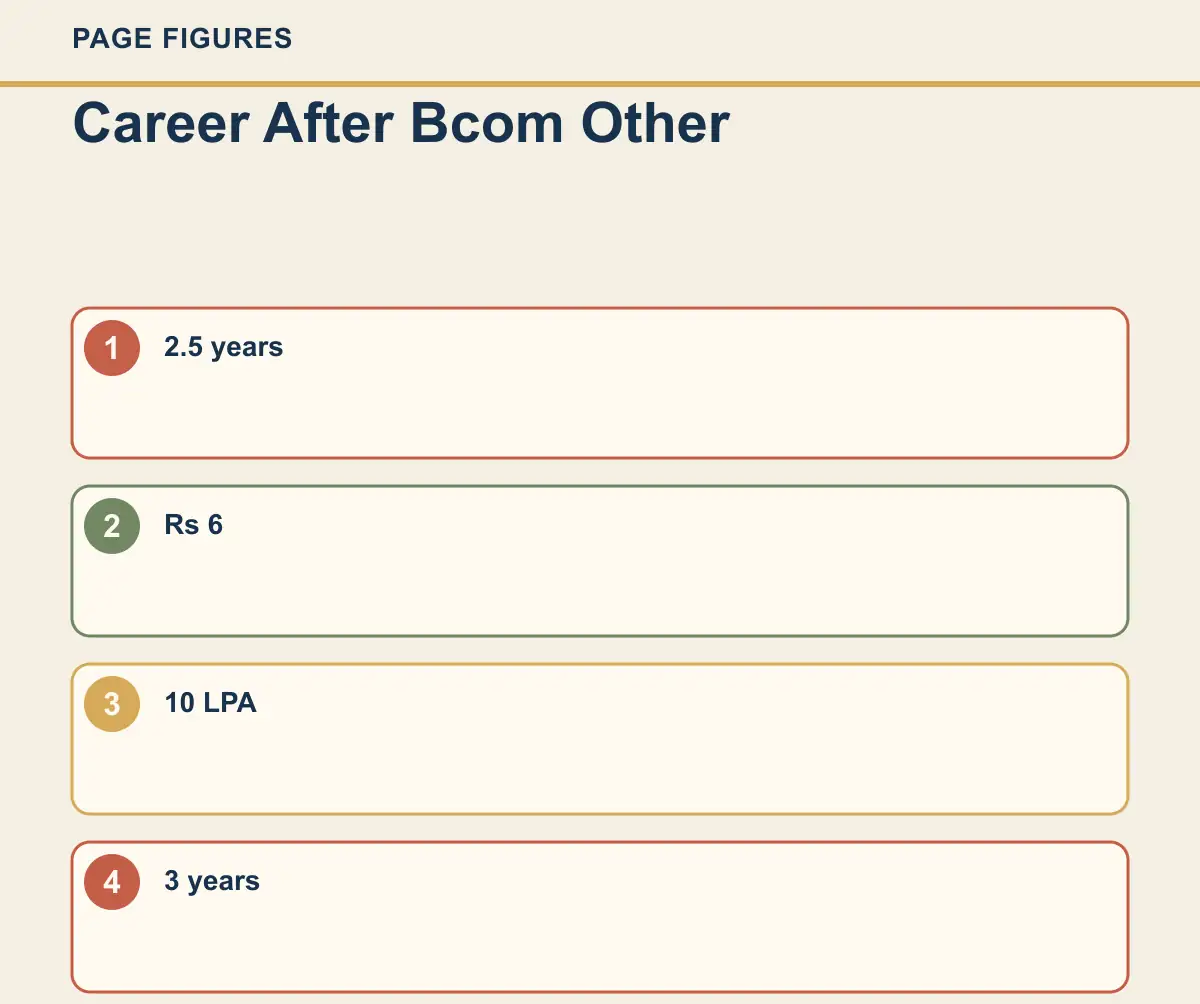 PAGE FIGURES
Career After Bcom Other
1 2.5 years
2 Rs 6
3 10 LPA
4 3 years